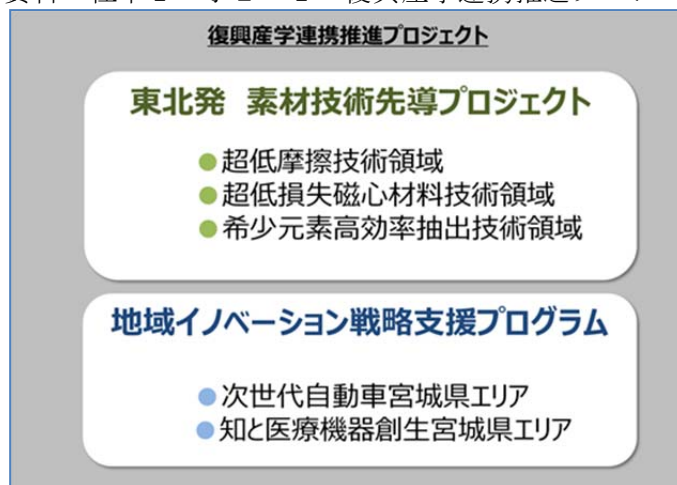 復興産学連携推進プロジェクト
東北発 素材技術先導プロジェクト
●超低摩擦技術領域
●超低損失磁心材料技術領域
●希少元素高効率抽出技術領域
地域イノベーション戦略支援プログラム
●次世代自動車宮城県エリア
●知と医療機器創生宮城県エリア